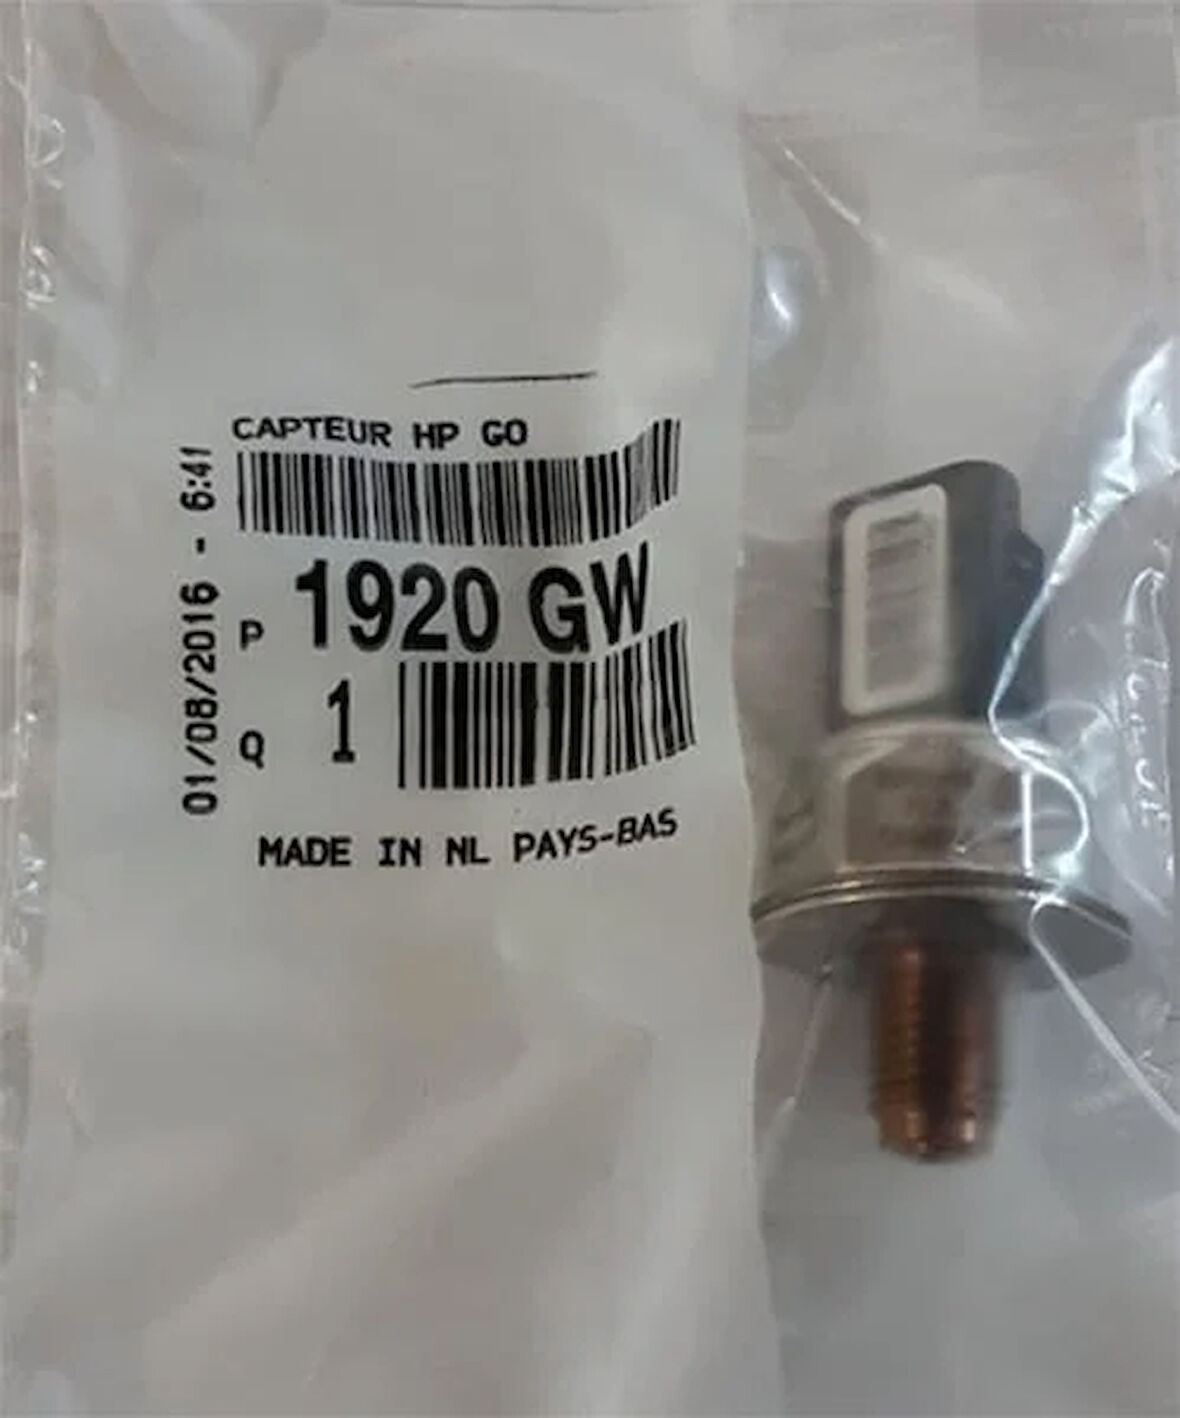 CAPTEUR HP GO
01/08/2016 - 6:41
P 1920 GW
Q 1
MADE IN NL PAYS-BAS